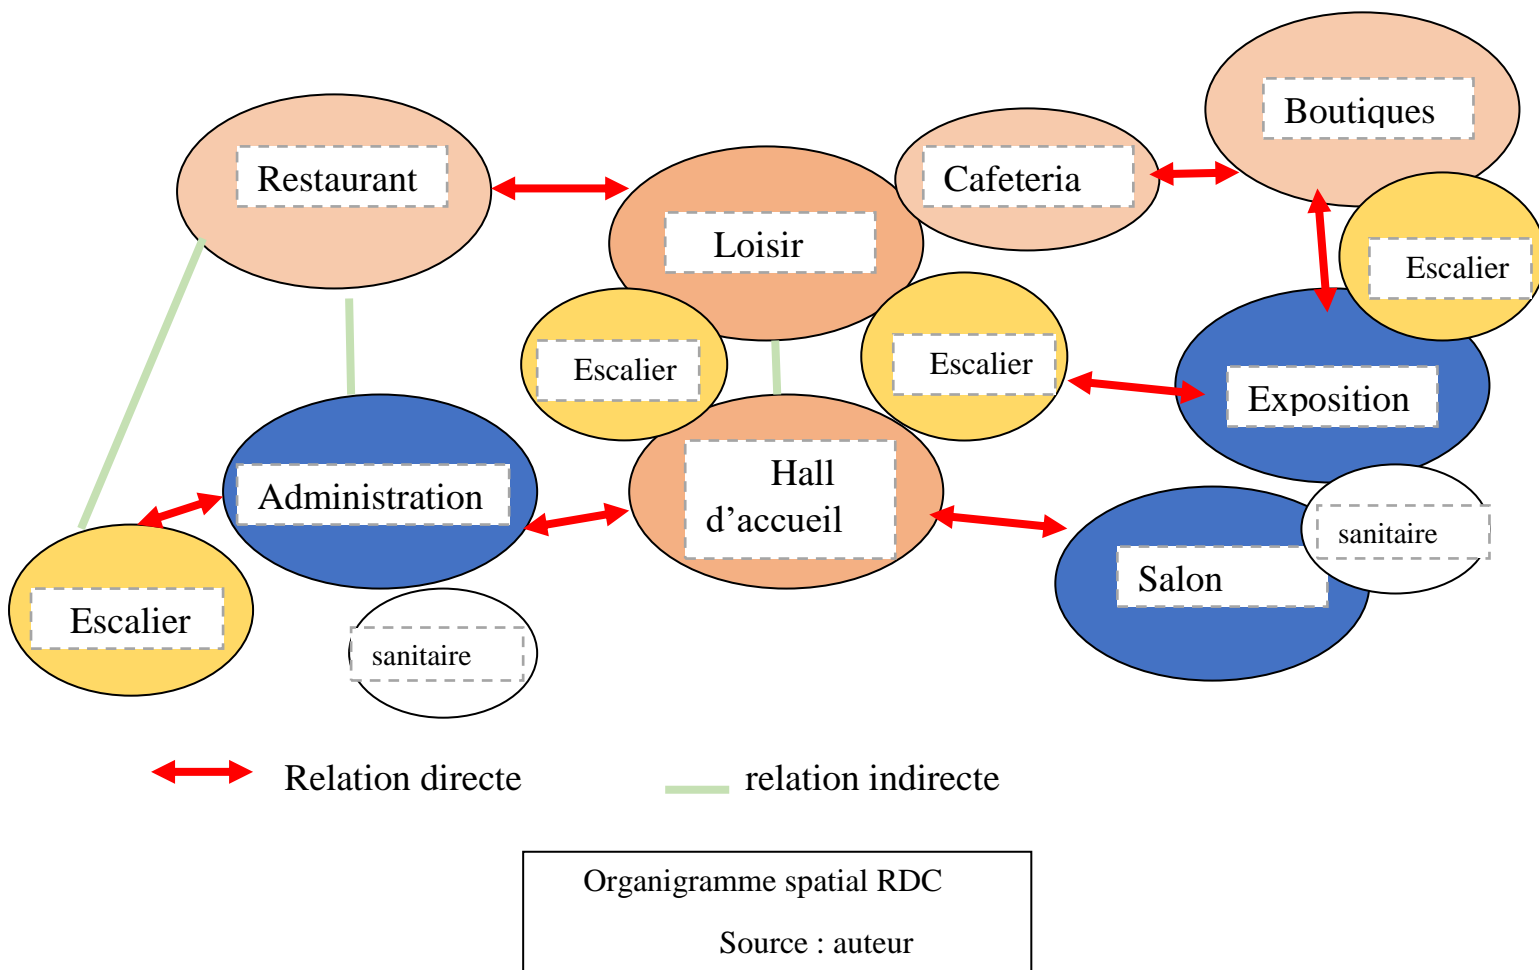 Boutiques
Restaurant
Cafeteria
Loisir
Escalier
Escalier
Escalier
Exposition
Administration
Hall
d’accueil
sanitaire
Salon
Escalier
sanitaire
Relation directe
relation indirecte
Organigramme spatial RDC
Source : auteur